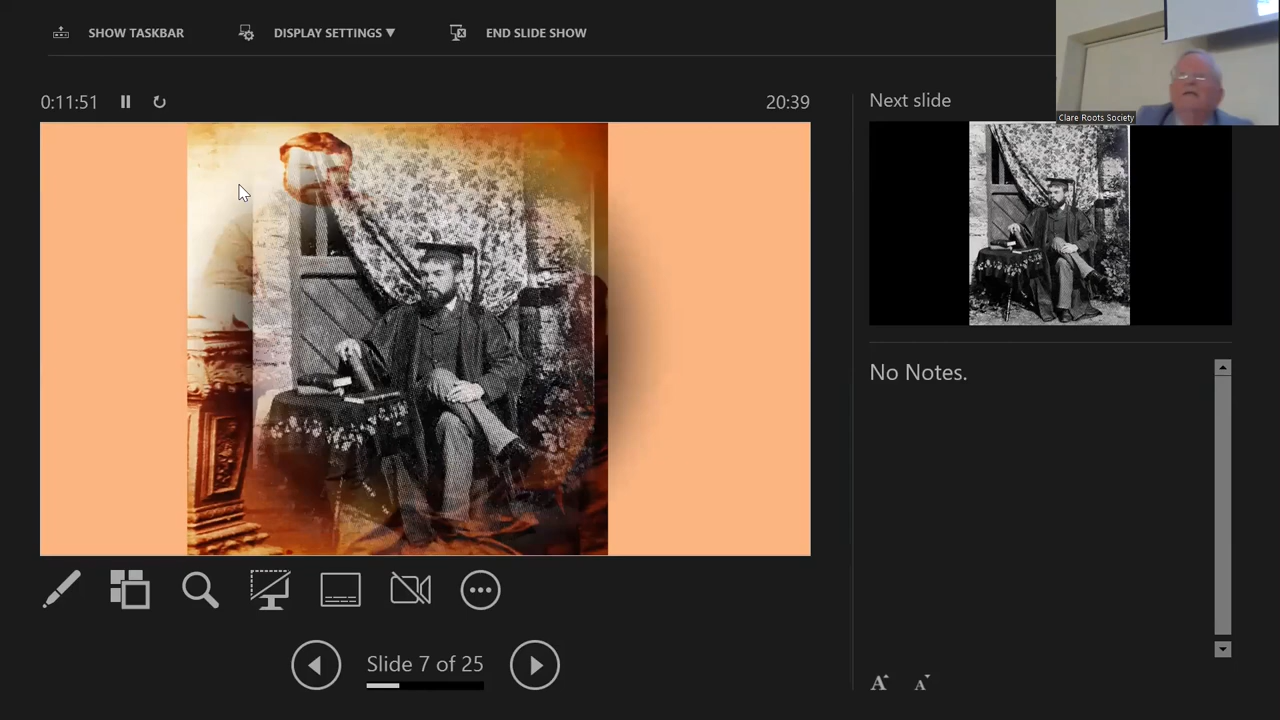 SHOW TASKBAR
DISPLAY SETTINGS ▼
END SLIDE SHOW
0:11:51
20:39
Next slide
Clare Roots Society
No Notes.
Slide 7 of 25
A A